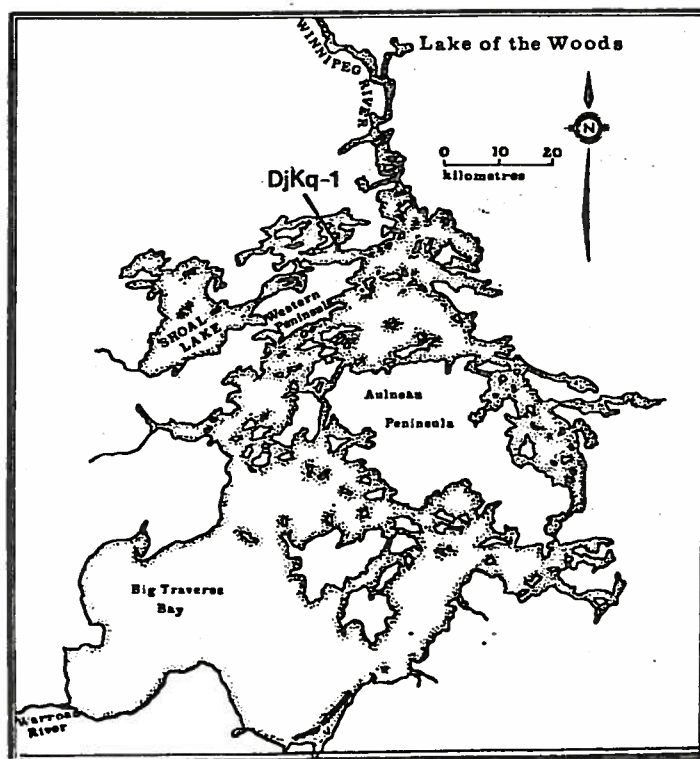 WINNIPEG RIVER
Lake of the Woods
N
0 10 20
kilometres
DjKq-1
Western
Peninsula
SHOAL
LAKE
Aulneau
Peninsula
Big Traverse
Bay
Warroad
River